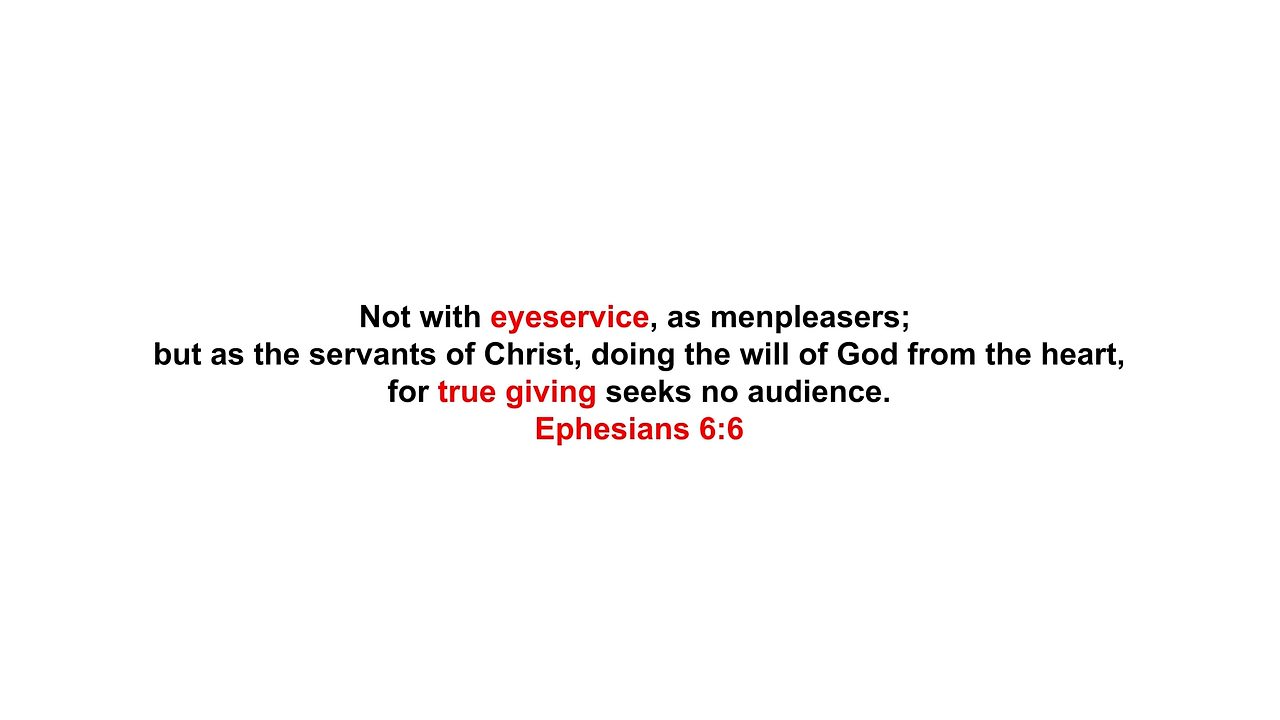 Not with eyeservice, as menpleasers;
but as the servants of Christ, doing the will of God from the heart,
for true giving seeks no audience.
Ephesians 6:6